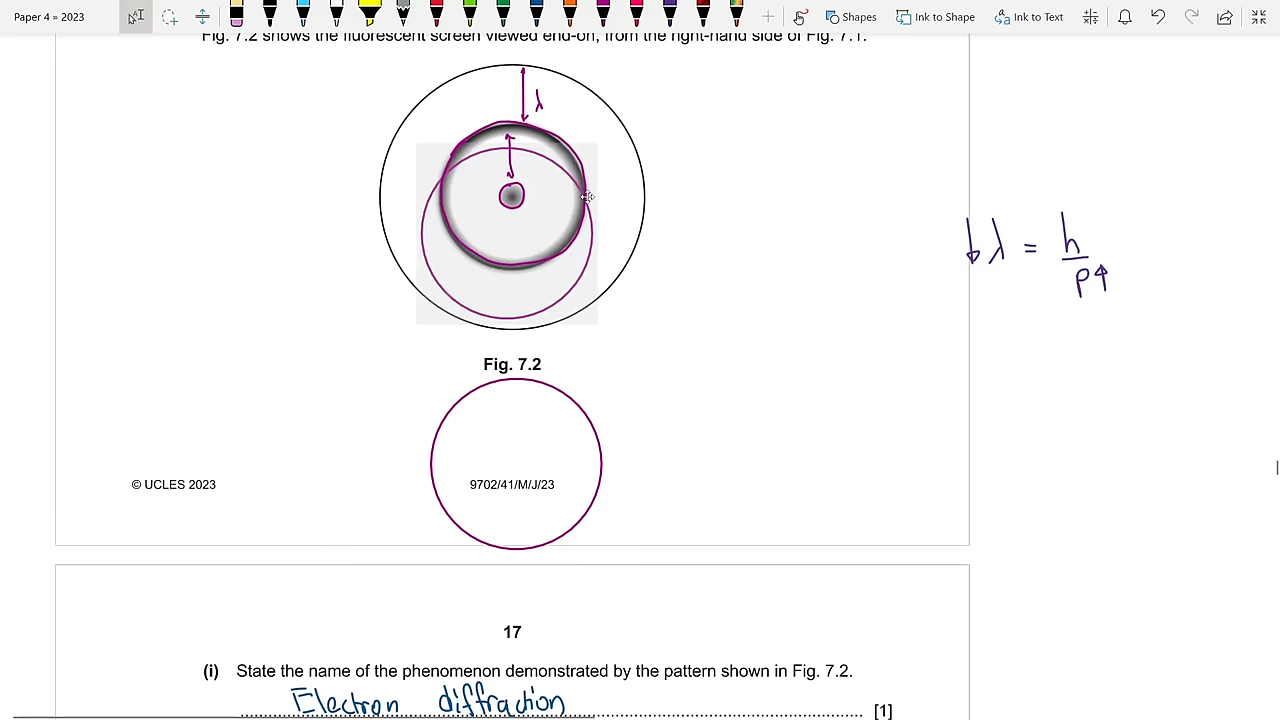 Paper 4 » 2023
Shapes
Ink to Shape
Ink to Text
Fig. 7.2 shows the fluorescent screen viewed end-on, from the right-hand side of Fig. 7.1.
λ
↓λ = h
p↑
Fig. 7.2
© UCLES 2023
9702/41/M/J/23
17
(i) State the name of the phenomenon demonstrated by the pattern shown in Fig. 7.2.
Electron diffraction
[1]